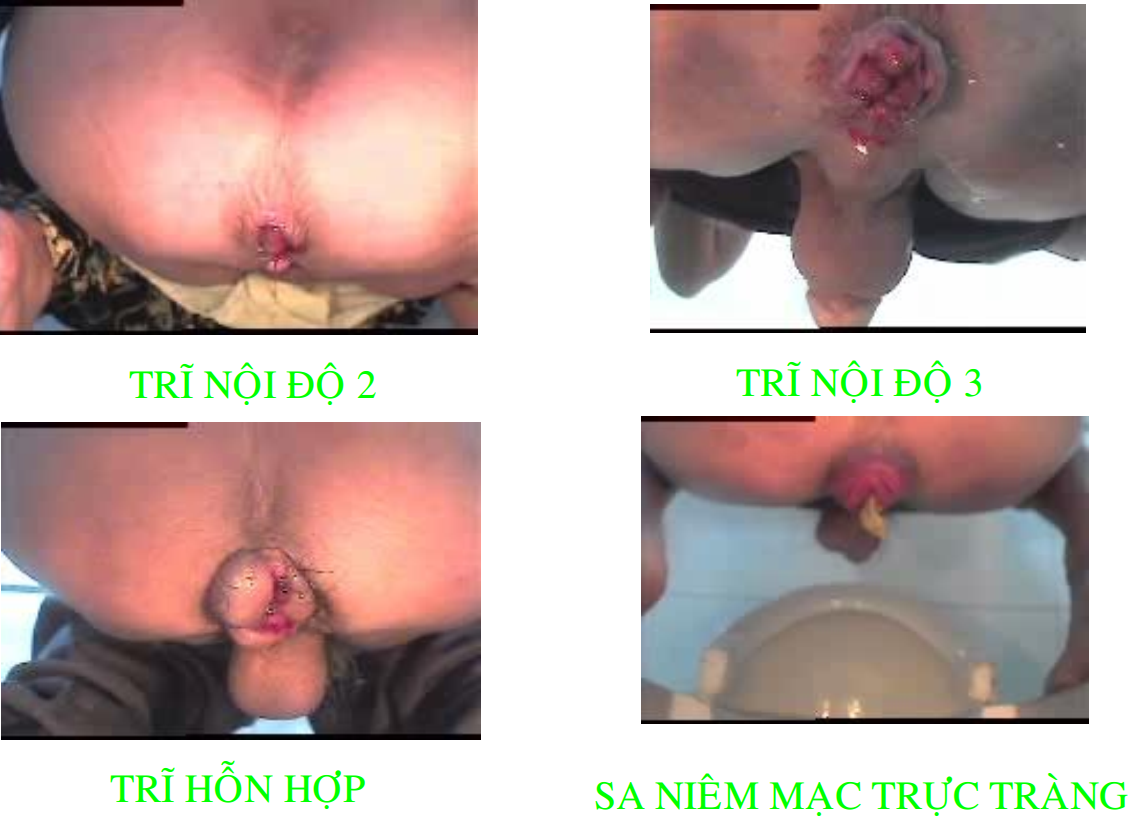 TRĨ NỘI ĐỘ 2
TRĨ NỘI ĐỘ 3
TRĨ HỖN HỢP
SA NIÊM MẠC TRỰC TRÀNG